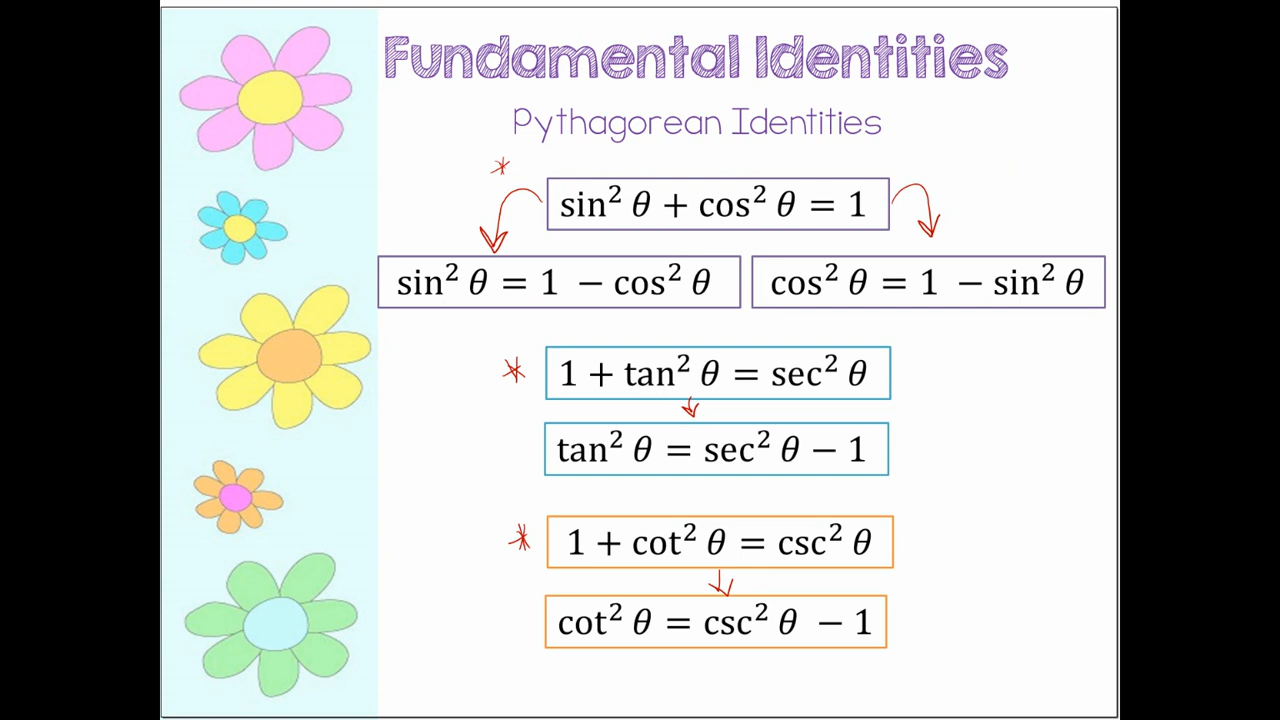 Fundamental Identities
Pythagorean Identities
*
sin² θ + cos² θ = 1
sin² θ = 1 − cos² θ
cos² θ = 1 − sin² θ
* 1 + tan² θ = sec² θ
tan² θ = sec² θ − 1
* 1 + cot² θ = csc² θ
cot² θ = csc² θ − 1